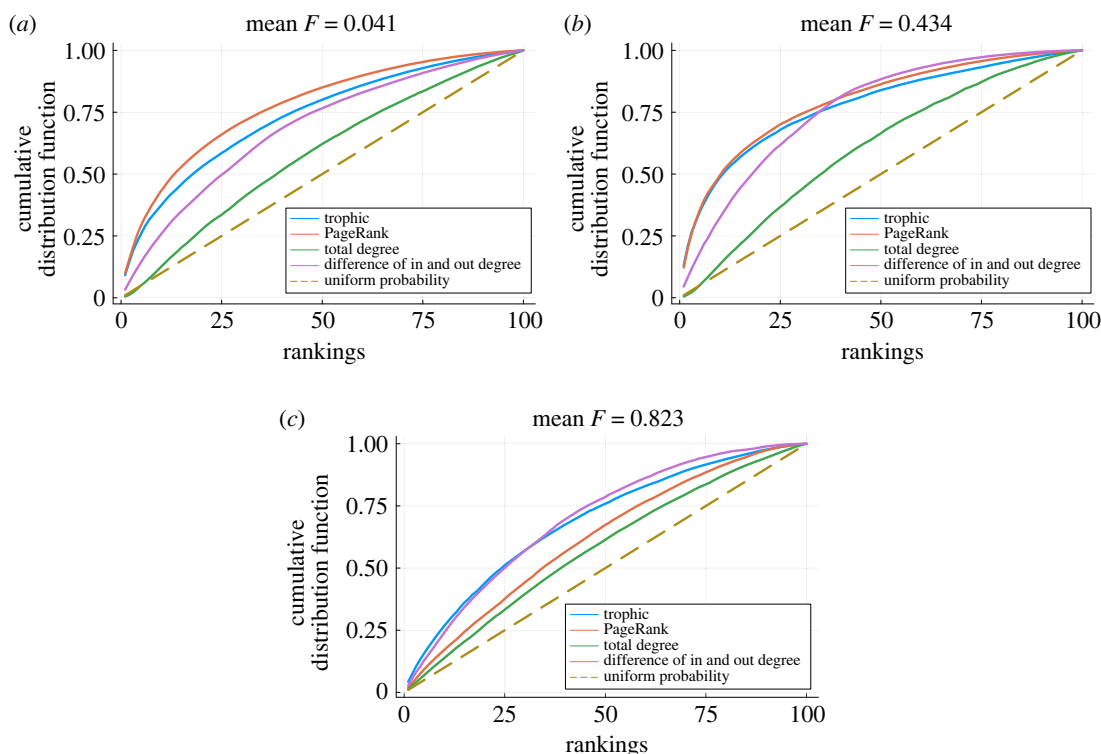 (a)
mean F = 0.041
1.00
0.75
0.50
0.25
0
cumulative
distribution function
trophic
PageRank
total degree
difference of in and out degree
uniform probability
0
25
50
75
100
rankings
(b)
mean F = 0.434
1.00
0.75
0.50
0.25
0
cumulative
distribution function
trophic
PageRank
total degree
difference of in and out degree
uniform probability
0
25
50
75
100
rankings
(c)
mean F = 0.823
1.00
0.75
0.50
0.25
0
cumulative
distribution function
trophic
PageRank
total degree
difference of in and out degree
uniform probability
0
25
50
75
100
rankings